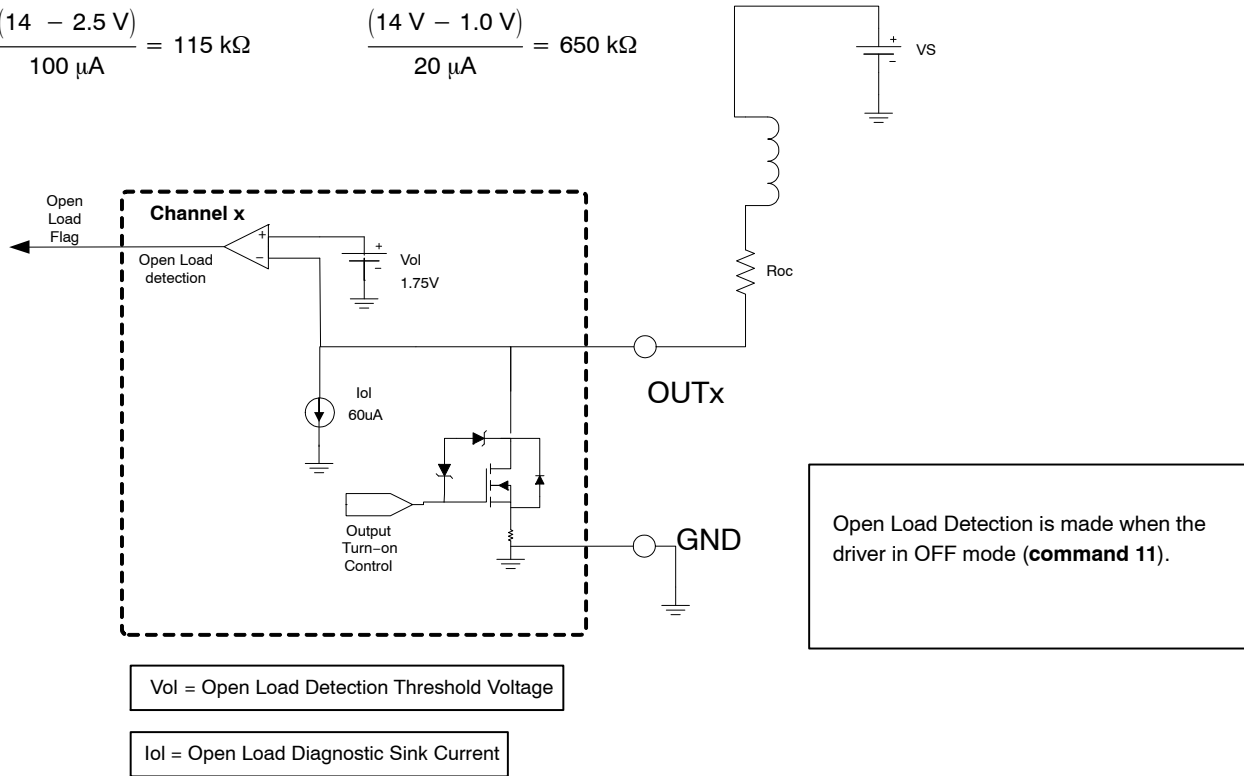 (14 − 2.5 V)
100 μA
= 115 kΩ
(14 V − 1.0 V)
20 μA
= 650 kΩ
+
−
VS
Open
Load
Flag
Channel x
+
−
Open Load
detection
+
−
Vol
1.75V
Roc
Iol
60uA
OUTx
Output
Turn−on
Control
GND
Open Load Detection is made when the
driver in OFF mode (command 11).
Vol = Open Load Detection Threshold Voltage
Iol = Open Load Diagnostic Sink Current